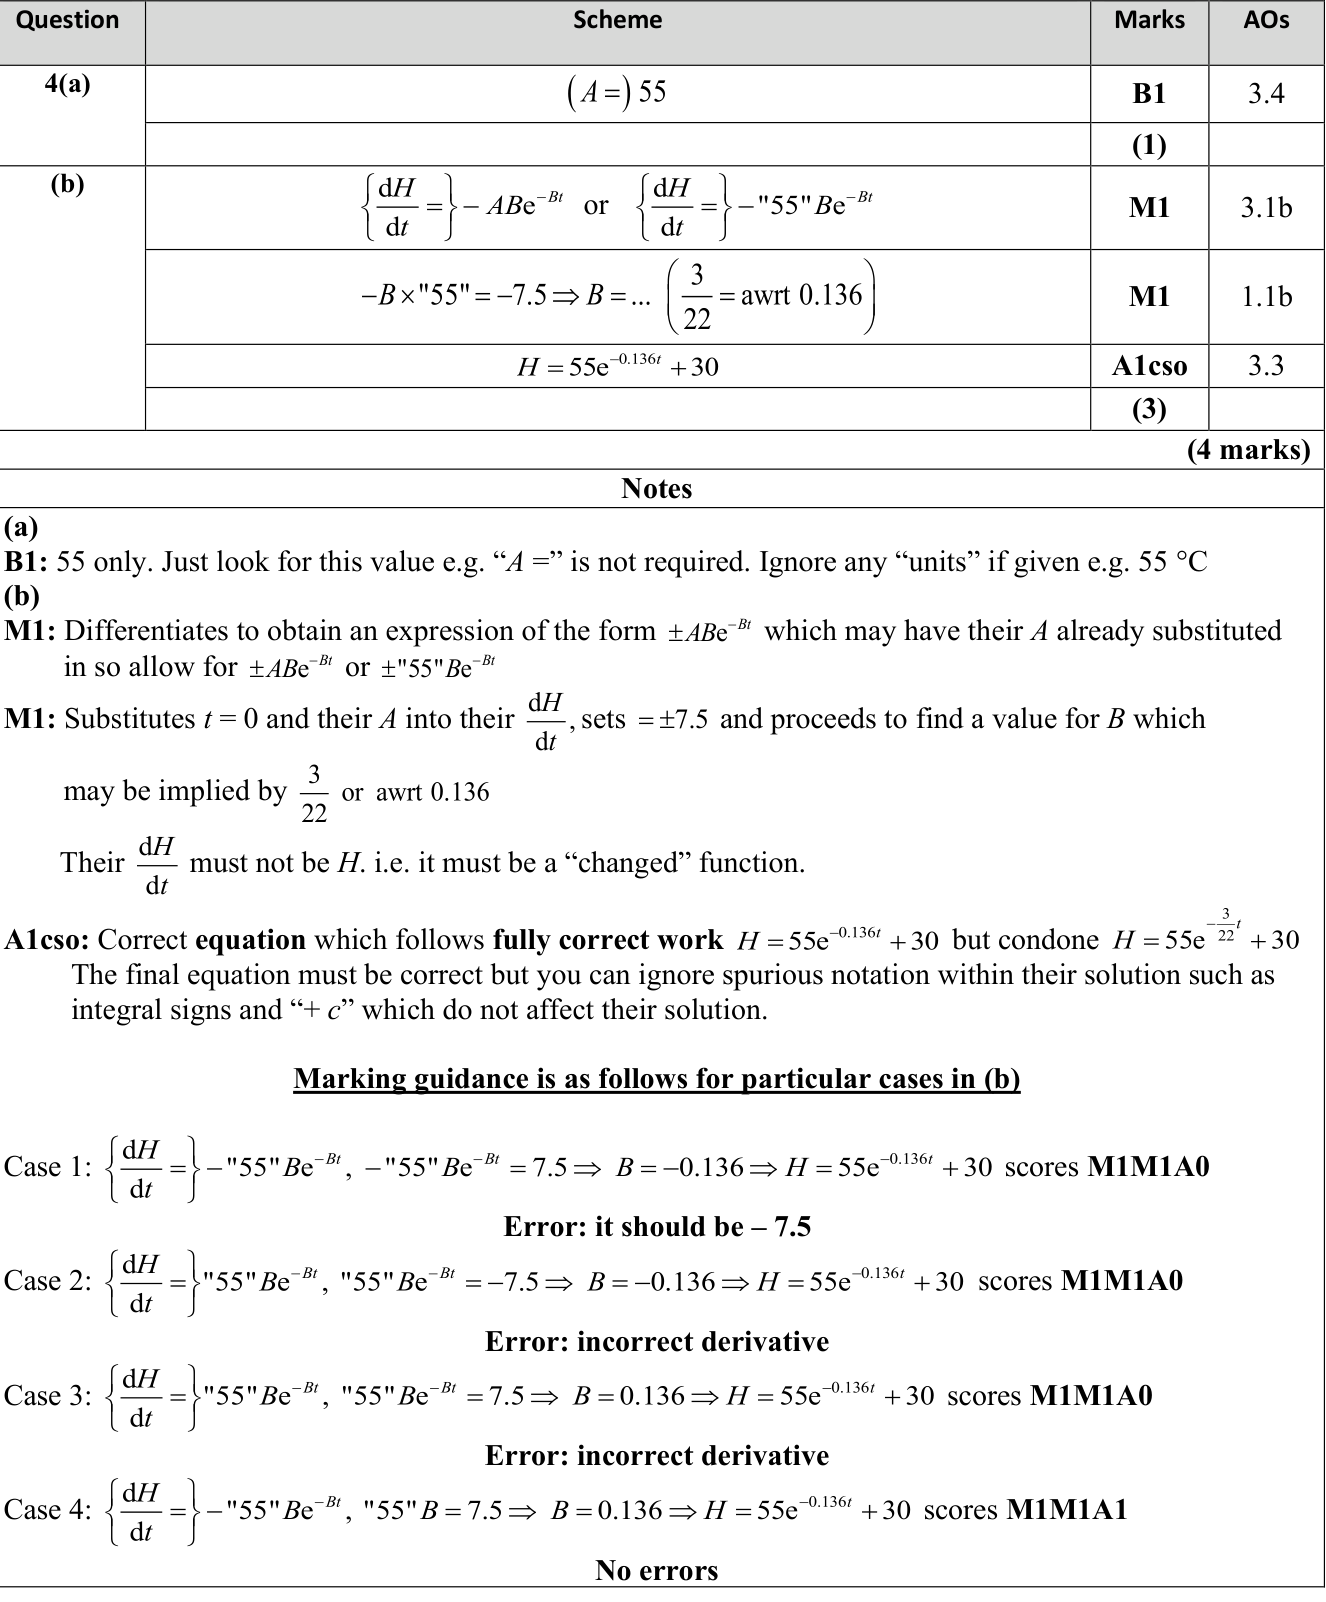 Question Scheme Marks AOs
4(a) (A =) 55 B1 3.4
(1)
(b) {dH/dt =} − ABe^(−Bt) or {dH/dt =} − "55"Be^(−Bt) M1 3.1b
−B × "55" = −7.5 ⇒ B = ... (3/22 = awrt 0.136) M1 1.1b
H = 55e^(−0.136t) + 30 A1cso 3.3
(3)
(4 marks)
Notes
(a)
B1: 55 only. Just look for this value e.g. “A =” is not required. Ignore any “units” if given e.g. 55 °C
(b)
M1: Differentiates to obtain an expression of the form ±ABe^(−Bt) which may have their A already substituted
in so allow for ±ABe^(−Bt) or ±"55"Be^(−Bt)
M1: Substitutes t = 0 and their A into their dH/dt, sets = ±7.5 and proceeds to find a value for B which
may be implied by 3/22 or awrt 0.136
Their dH/dt must not be H. i.e. it must be a “changed” function.
A1cso: Correct equation which follows fully correct work H = 55e^(−0.136t) + 30 but condone H = 55e^(−(3/22)t) + 30
The final equation must be correct but you can ignore spurious notation within their solution such as
integral signs and “+ c” which do not affect their solution.
Marking guidance is as follows for particular cases in (b)
Case 1: {dH/dt =} − "55"Be^(−Bt), − "55"Be^(−Bt) = 7.5 ⇒ B = −0.136 ⇒ H = 55e^(−0.136t) + 30 scores M1M1A0
Error: it should be – 7.5
Case 2: {dH/dt =} "55"Be^(−Bt), "55"Be^(−Bt) = −7.5 ⇒ B = −0.136 ⇒ H = 55e^(−0.136t) + 30 scores M1M1A0
Error: incorrect derivative
Case 3: {dH/dt =} "55"Be^(−Bt), "55"Be^(−Bt) = 7.5 ⇒ B = 0.136 ⇒ H = 55e^(−0.136t) + 30 scores M1M1A0
Error: incorrect derivative
Case 4: {dH/dt =} − "55"Be^(−Bt), "55"B = 7.5 ⇒ B = 0.136 ⇒ H = 55e^(−0.136t) + 30 scores M1M1A1
No errors